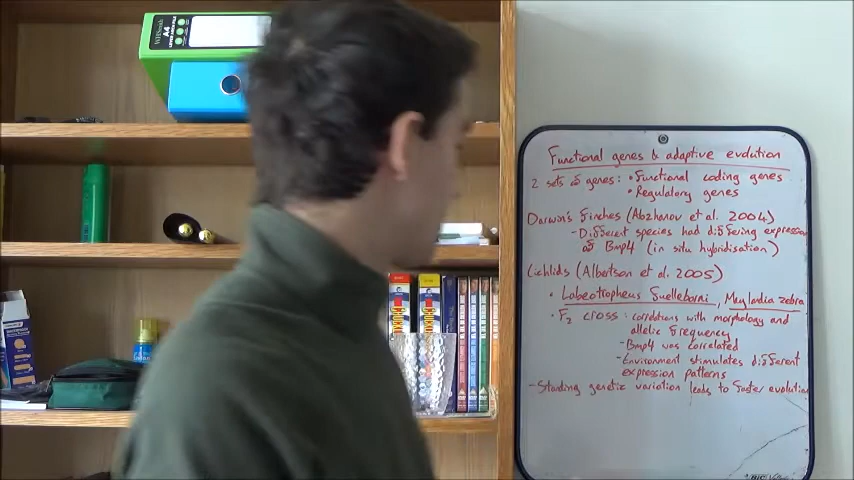 WHSmith
A4
Functional genes & adaptive evolution
2 sets of genes: • Functional coding genes
• Regulatory genes
Darwin's finches (Abzhanov et al. 2004)
- Different species had differing expression
of Bmp4 (in situ hybridisation)
Cichlids (Albertson et al. 2005)
• Labeotropheus fuelleborni, Maylandia zebra
• F2 cross: correlations with morphology and
allelic frequency
- Bmp4 was correlated
- Environment stimulates different
expression patterns
- Standing genetic variation leads to faster evolution